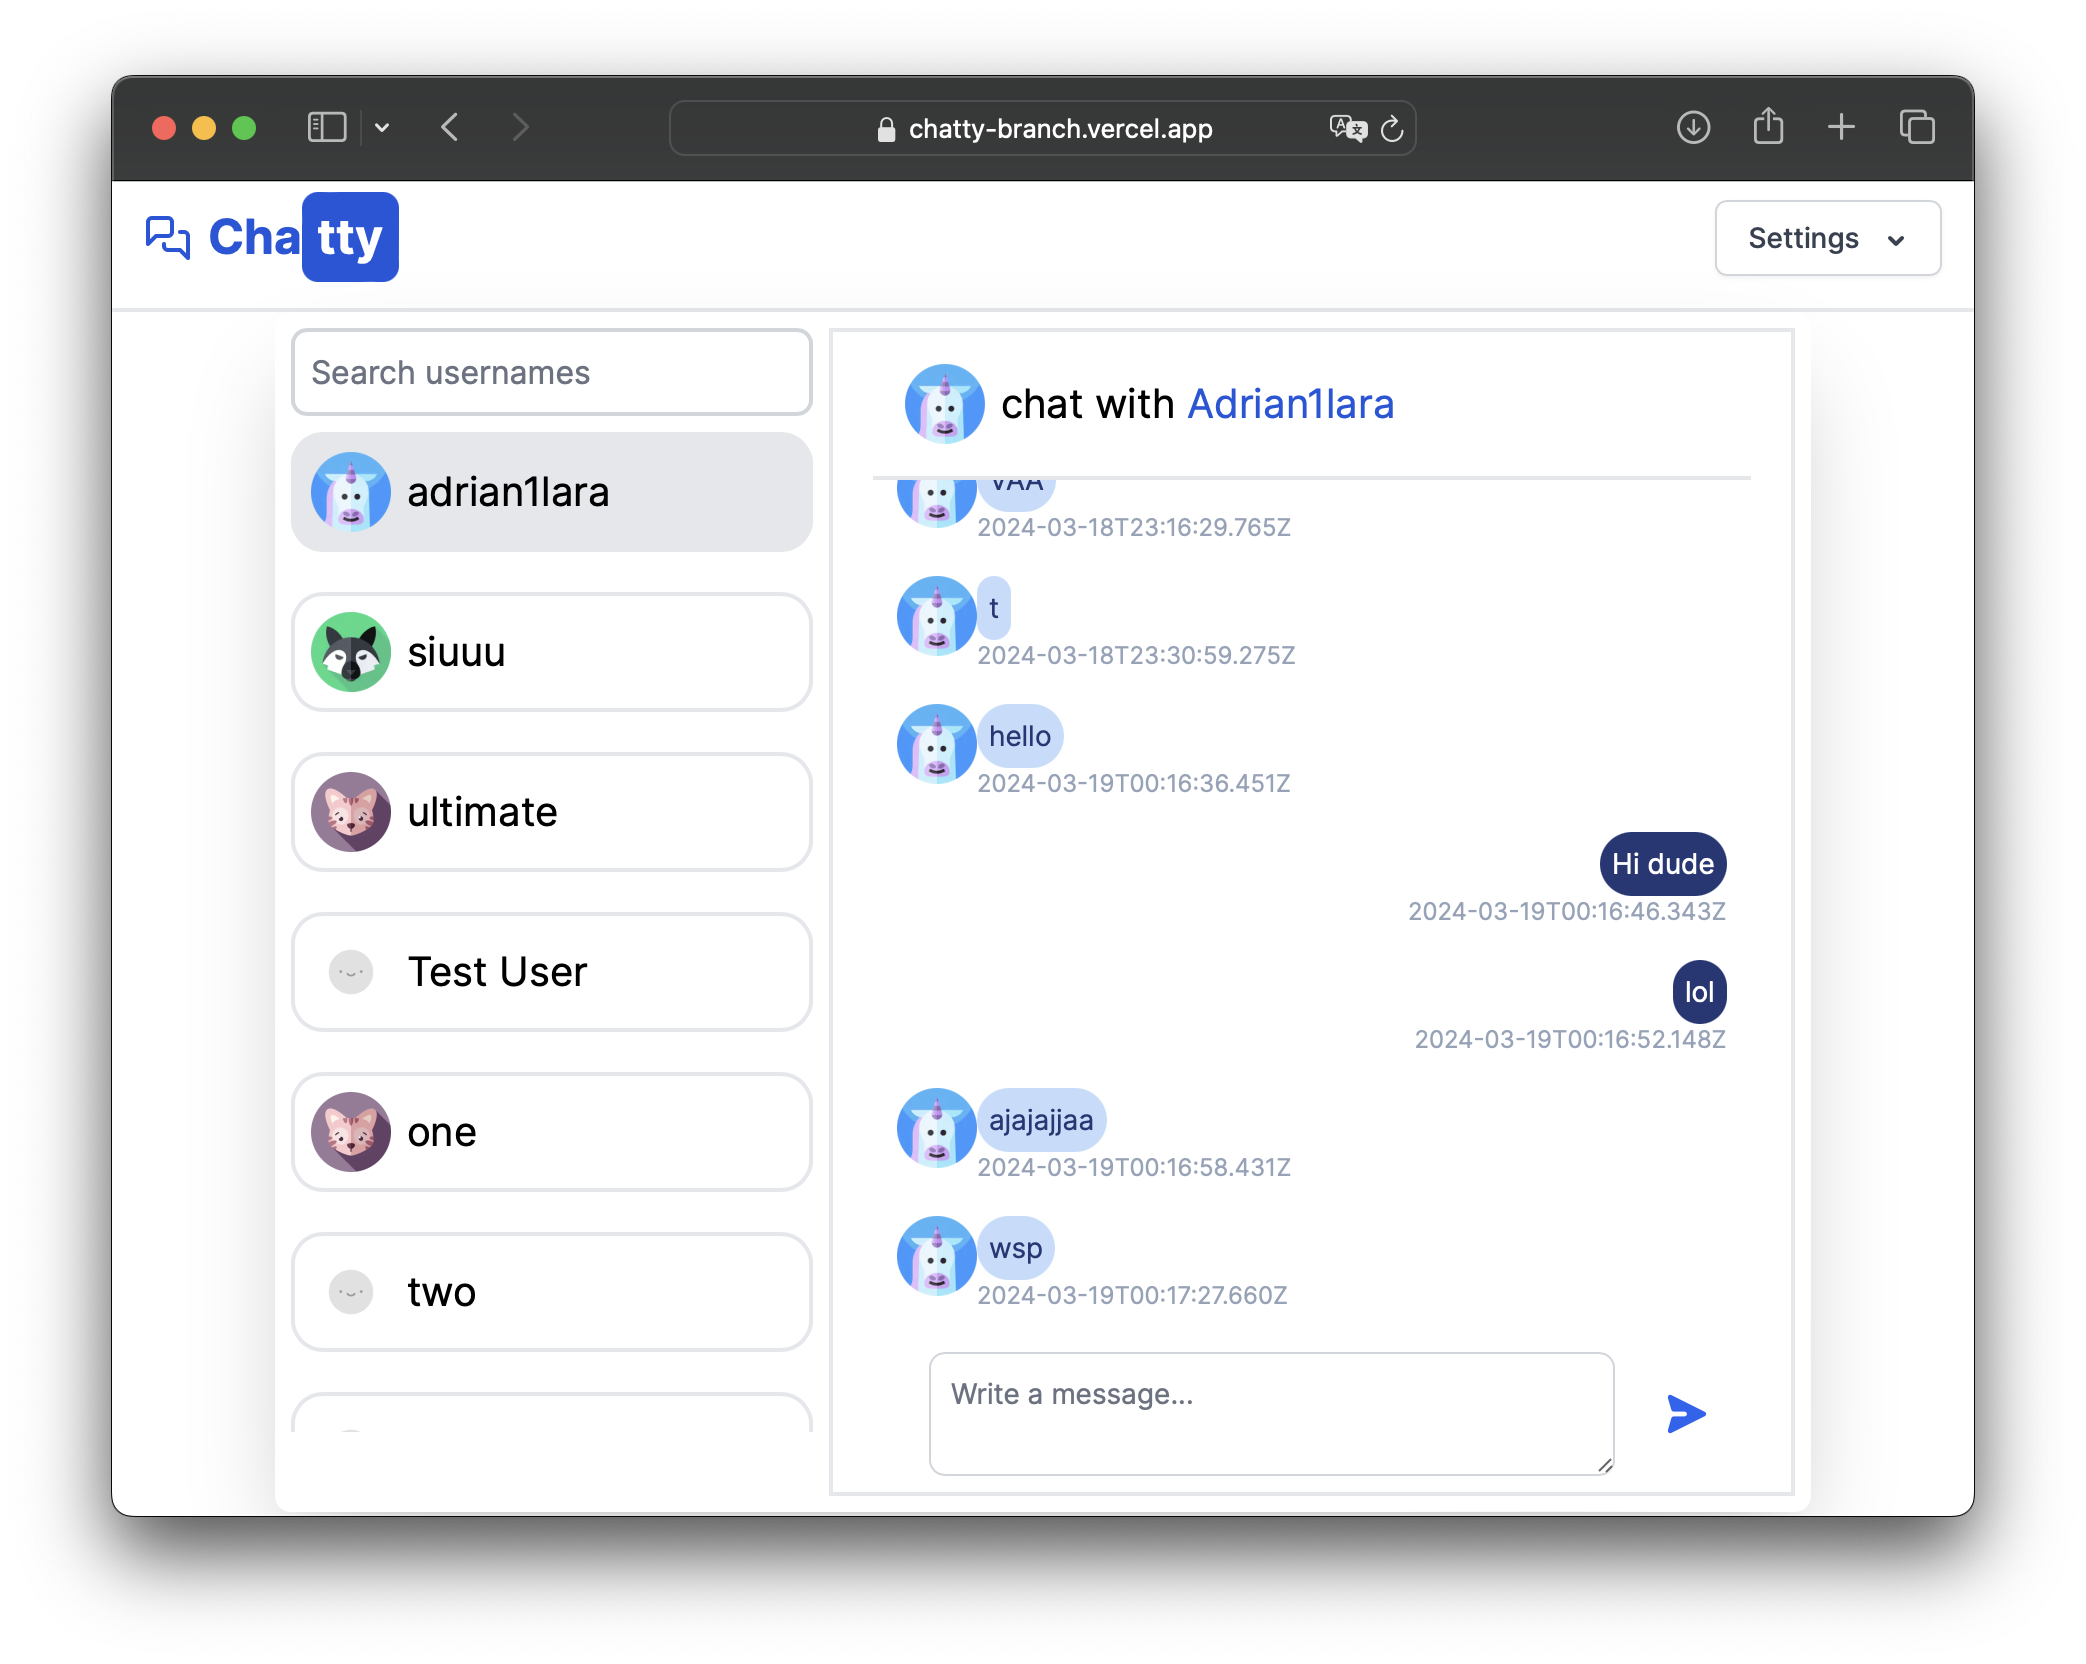 chatty-branch.vercel.app
Chatty
Settings
Search usernames
adrian1lara
siuuu
ultimate
Test User
one
two
chat with Adrian1lara
VAA
2024-03-18T23:16:29.765Z
t
2024-03-18T23:30:59.275Z
hello
2024-03-19T00:16:36.451Z
Hi dude
2024-03-19T00:16:46.343Z
lol
2024-03-19T00:16:52.148Z
ajajajjaa
2024-03-19T00:16:58.431Z
wsp
2024-03-19T00:17:27.660Z
Write a message...